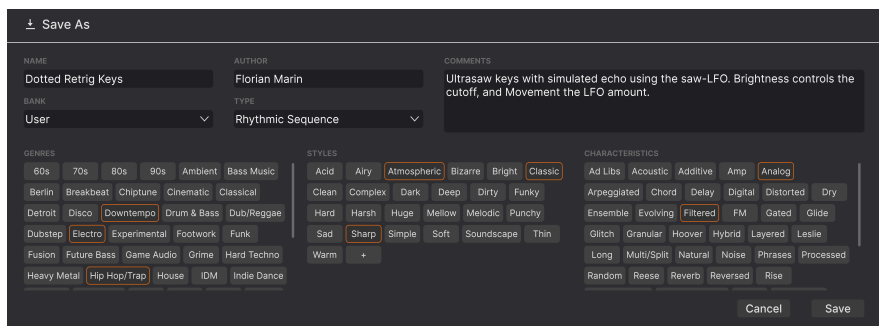 Save As
NAME AUTHOR COMMENTS
Dotted Retrig Keys Florian Marin Ultrasaw keys with simulated echo using the saw-LFO. Brightness controls the
cutoff, and Movement the LFO amount.
BANK TYPE
User Rhythmic Sequence
GENRES
60s 70s 80s 90s Ambient Bass Music
Berlin Breakbeat Chiptune Cinematic Classical
Detroit Disco Downtempo Drum & Bass Dub/Reggae
Dubstep Electro Experimental Footwork Funk
Fusion Future Bass Game Audio Grime Hard Techno
Heavy Metal Hip Hop/Trap House IDM Indie Dance
STYLES
Acid Airy Atmospheric Bizarre Bright Classic
Clean Complex Dark Deep Dirty Funky
Hard Harsh Huge Mellow Melodic Punchy
Sad Sharp Simple Soft Soundscape Thin
Warm +
CHARACTERISTICS
Ad Libs Acoustic Additive Amp Analog
Arpeggiated Chord Delay Digital Distorted Dry
Ensemble Evolving Filtered FM Gated Glide
Glitch Granular Hoover Hybrid Layered Leslie
Long Multi/Split Natural Noise Phrases Processed
Random Reese Reverb Reversed Rise
Cancel Save